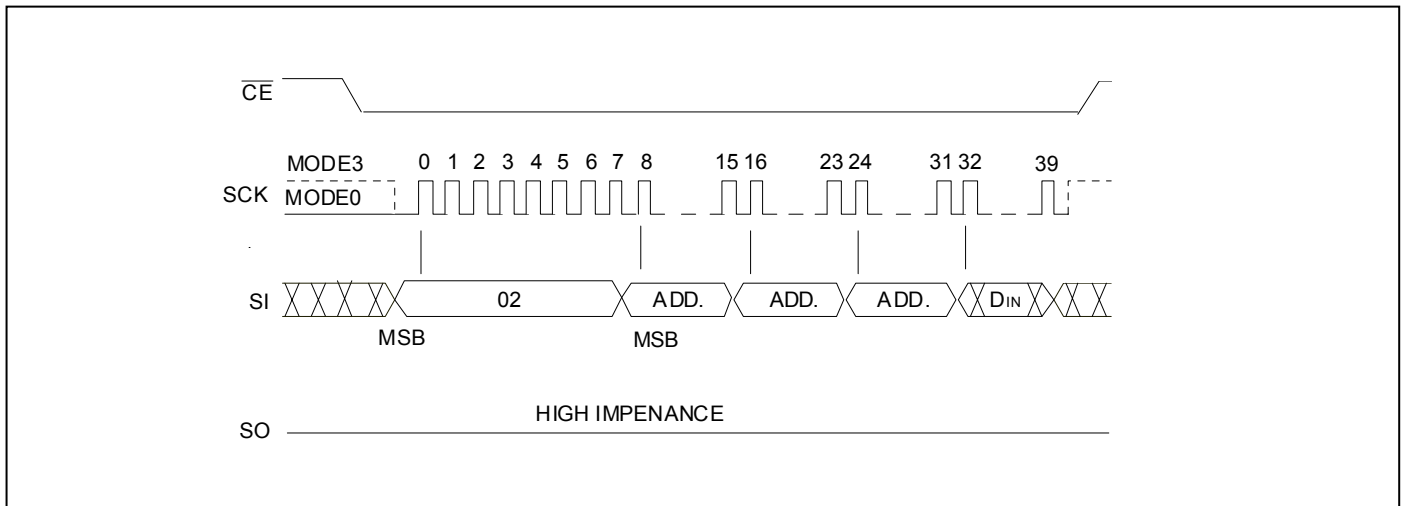 CE
MODE3 0 1 2 3 4 5 6 7 8 15 16 23 24 31 32 39
SCK MODE0
SI 02 ADD. ADD. ADD. DIN
MSB MSB
HIGH IMPENANCE
SO